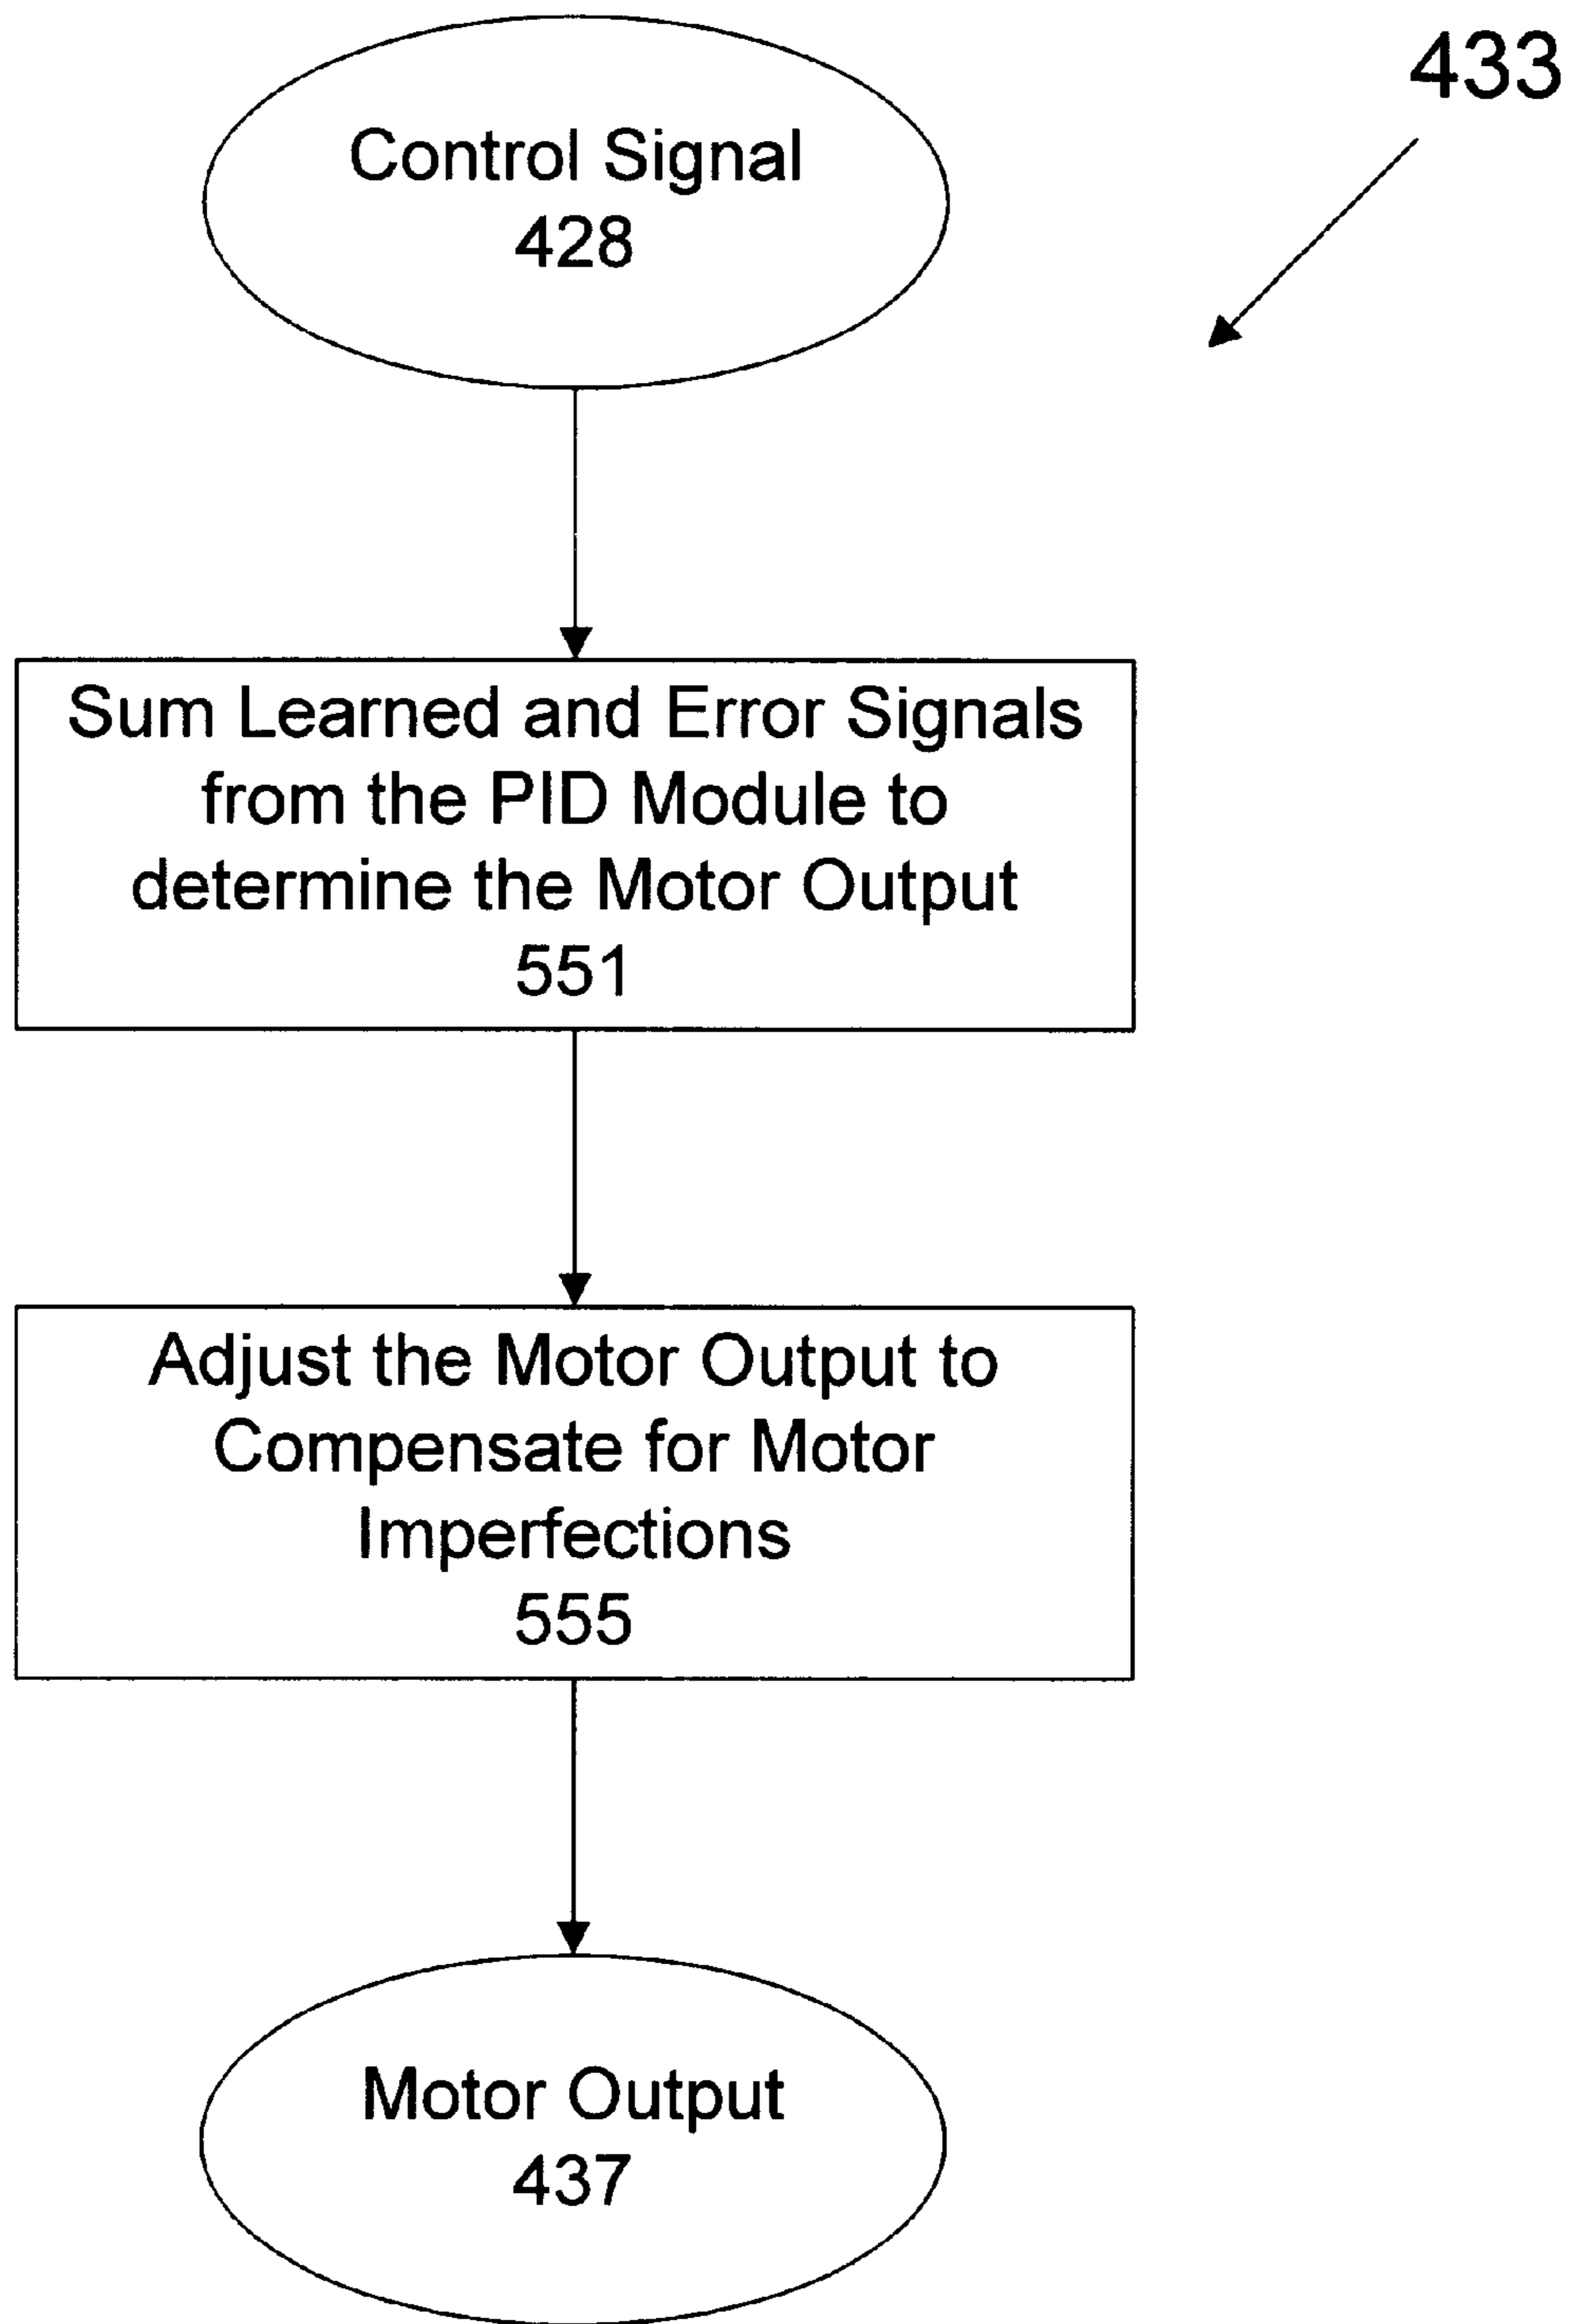 433
Control Signal
428
Sum Learned and Error Signals
from the PID Module to
determine the Motor Output
551
Adjust the Motor Output to
Compensate for Motor
Imperfections
555
Motor Output
437